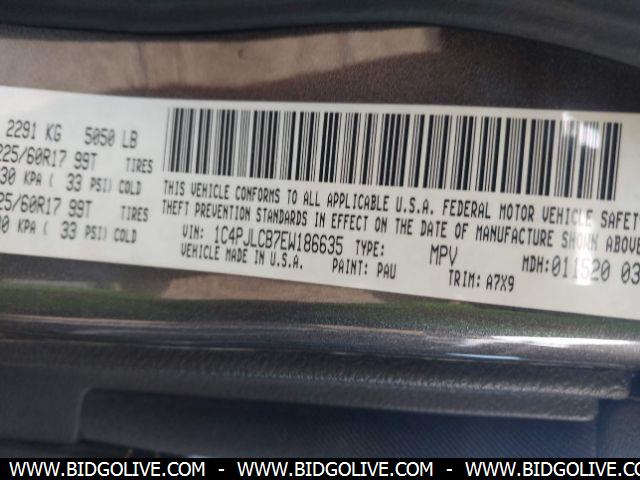 2291 KG 5050 LB
225/60R17 99T TIRES
30 KPA ( 33 PSI) COLD
25/60R17 99T TIRES
0 KPA ( 33 PSI) COLD
THIS VEHICLE CONFORMS TO ALL APPLICABLE U.S.A. FEDERAL MOTOR VEHICLE SAFETY
THEFT PREVENTION STANDARDS IN EFFECT ON THE DATE OF MANUFACTURE SHOWN ABOVE
VIN: 1C4PJLCB7EW186635 TYPE: MPV MDH:011520 03
VEHICLE MADE IN U.S.A. PAINT: PAU TRIM: A7X9
WWW.BIDGOLIVE.COM - WWW.BIDGOLIVE.COM - WWW.BIDGOLIVE.COM